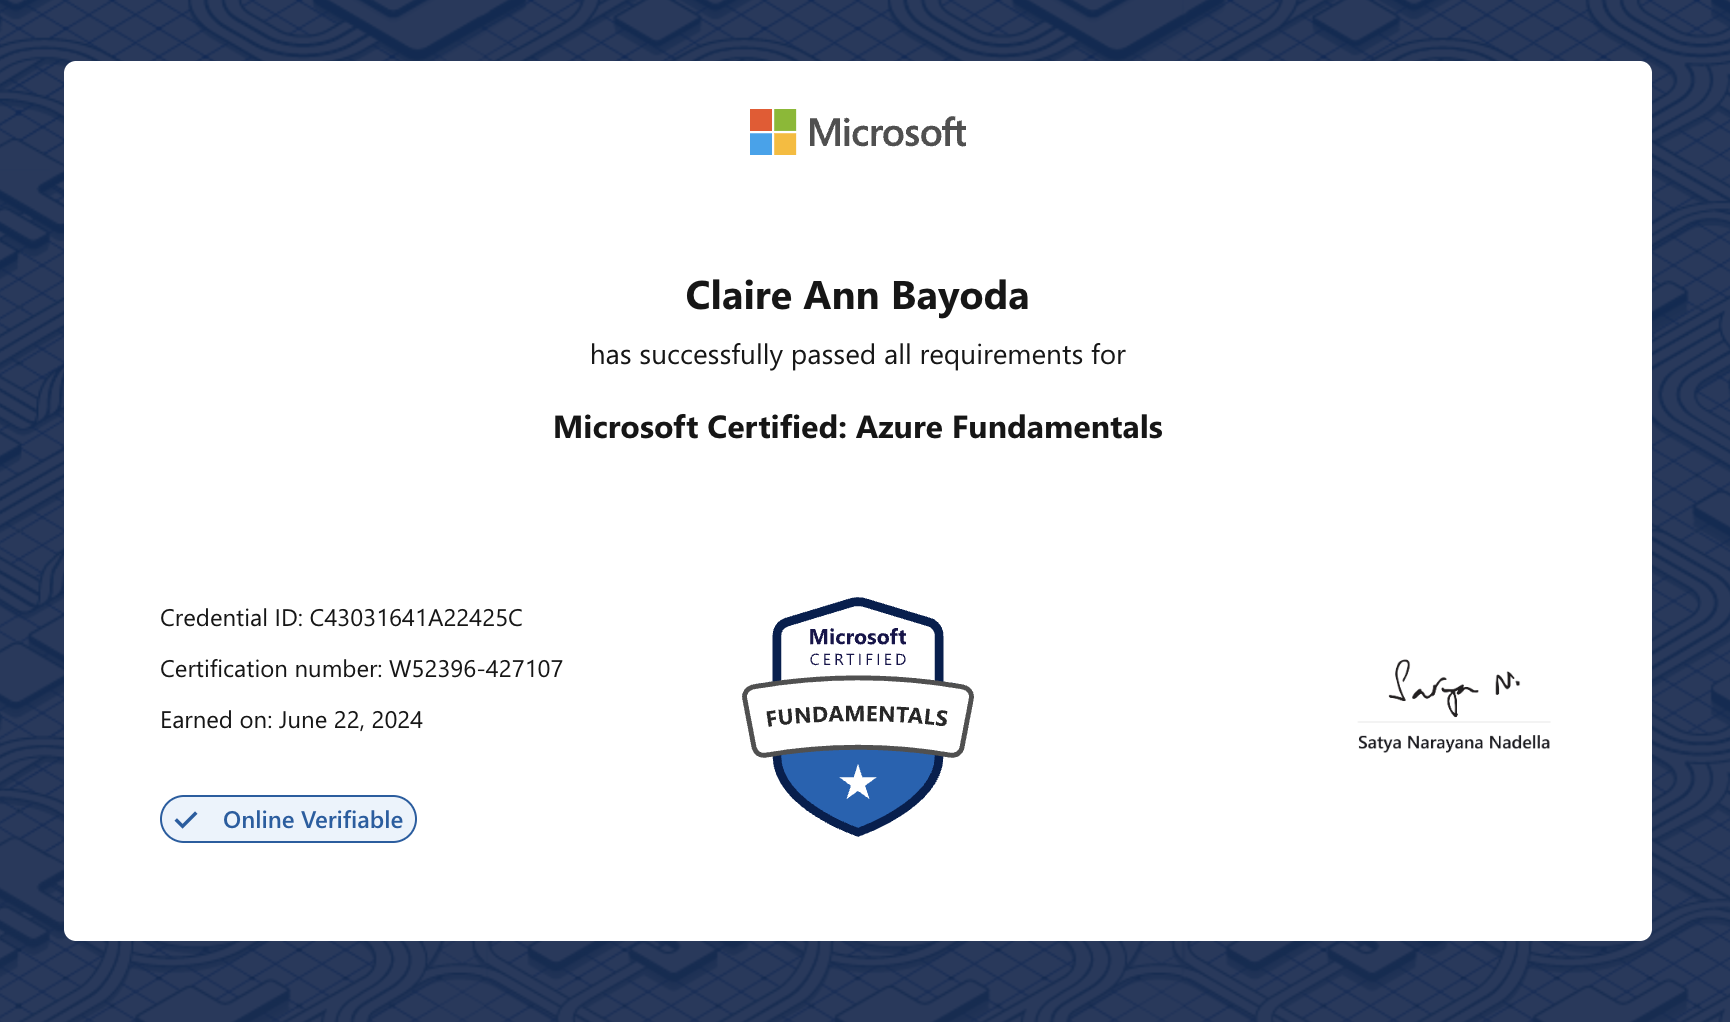 Microsoft
Claire Ann Bayoda
has successfully passed all requirements for
Microsoft Certified: Azure Fundamentals
Credential ID: C43031641A22425C
Certification number: W52396-427107
Earned on: June 22, 2024
Online Verifiable
Microsoft
CERTIFIED
FUNDAMENTALS
Satya N.
Satya Narayana Nadella